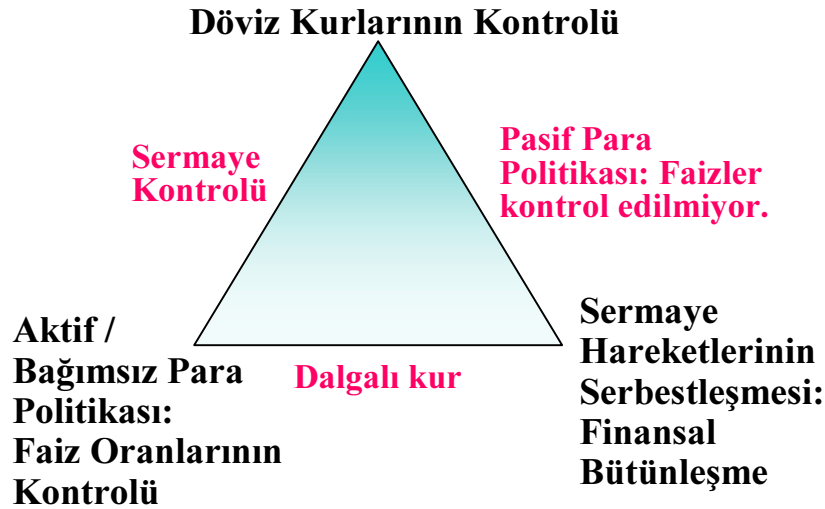 Döviz Kurlarının Kontrolü
Sermaye
Kontrolü
Pasif Para
Politikası: Faizler
kontrol edilmiyor.
Aktif /
Bağımsız Para
Politikası:
Faiz Oranlarının
Kontrolü
Dalgalı kur
Sermaye
Hareketlerinin
Serbestleşmesi:
Finansal
Bütünleşme